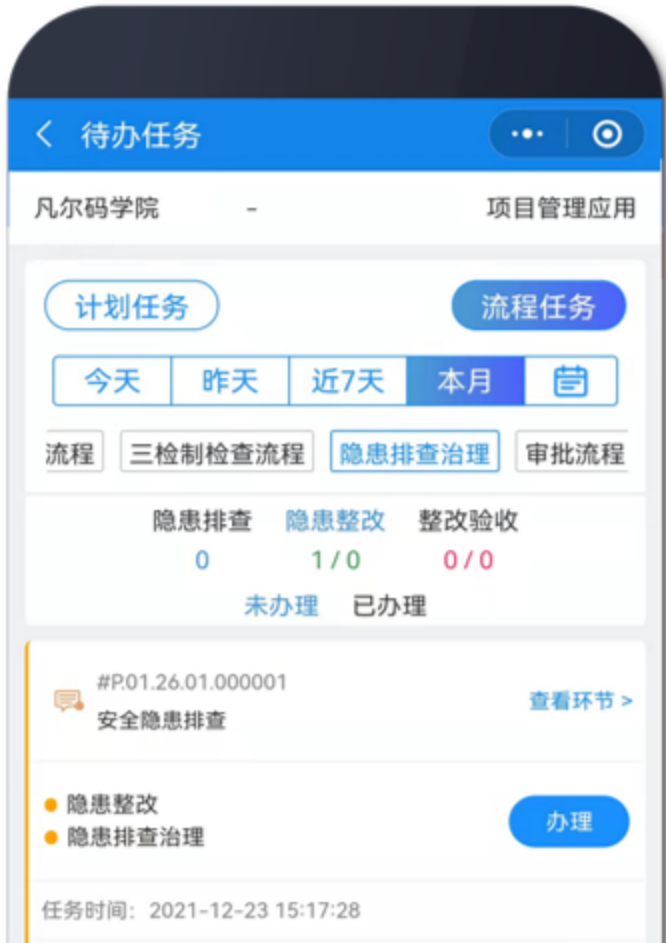 待办任务
凡尔码学院 - 项目管理应用
计划任务 流程任务
今天 昨天 近7天 本月
流程 三检制检查流程 隐患排查治理 审批流程
隐患排查 隐患整改 整改验收
0 1/0 0/0
未办理 已办理
#P.01.26.01.000001
安全隐患排查 查看环节 >
隐患整改
隐患排查治理 办理
任务时间: 2021-12-23 15:17:28